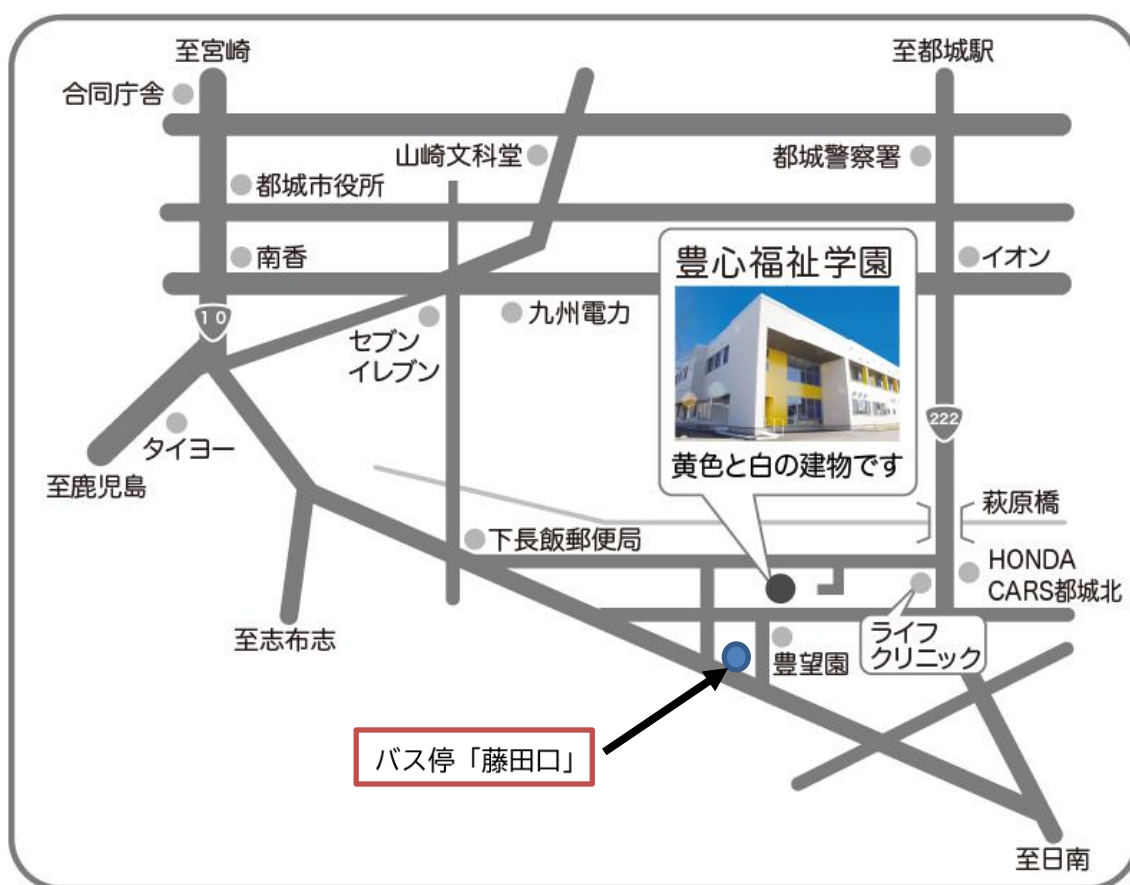 至宮崎
至都城駅
合同庁舎
山崎文科堂
都城警察署
都城市役所
南香
豊心福祉学園
イオン
10
九州電力
セブン
イレブン
222
タイヨー
黄色と白の建物です
至鹿児島
萩原橋
下長飯郵便局
HONDA
CARS都城北
至志布志
ライフ
クリニック
豊望園
バス停「藤田口」
至日南